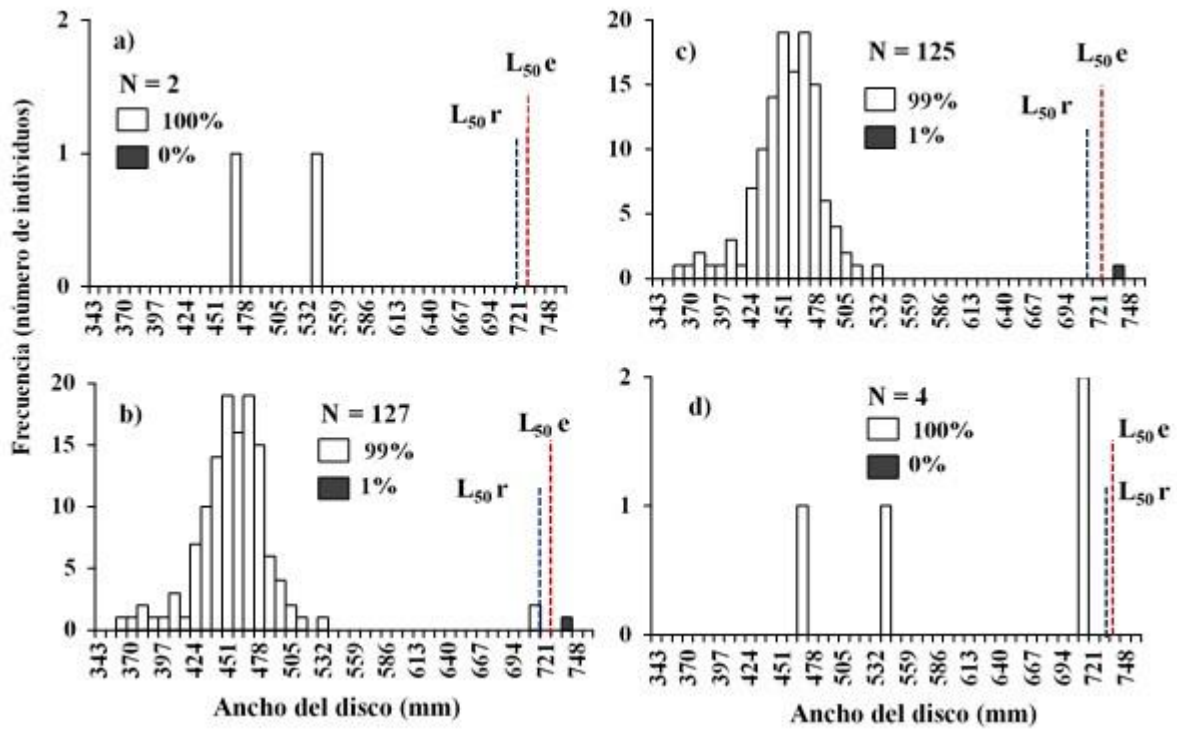 Frecuencia (número de individuos)
2
1
0
a)
N = 2
100%
0%
L50 r
L50 e
343 370 397 424 451 478 505 532 559 586 613 640 667 694 721 748
20
15
10
5
0
c)
N = 125
99%
1%
L50 r
L50 e
343 370 397 424 451 478 505 532 559 586 613 640 667 694 721 748
20
15
10
5
0
b)
N = 127
99%
1%
L50 r
L50 e
343 370 397 424 451 478 505 532 559 586 613 640 667 694 721 748
Ancho del disco (mm)
2
1
0
d)
N = 4
100%
0%
L50 e
L50 r
343 370 397 424 451 478 505 532 559 586 613 640 667 694 721 748
Ancho del disco (mm)